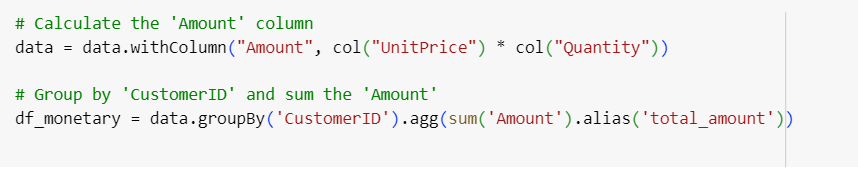 # Calculate the 'Amount' column
data = data.withColumn("Amount", col("UnitPrice") * col("Quantity"))
# Group by 'CustomerID' and sum the 'Amount'
df_monetary = data.groupBy('CustomerID').agg(sum('Amount').alias('total_amount'))